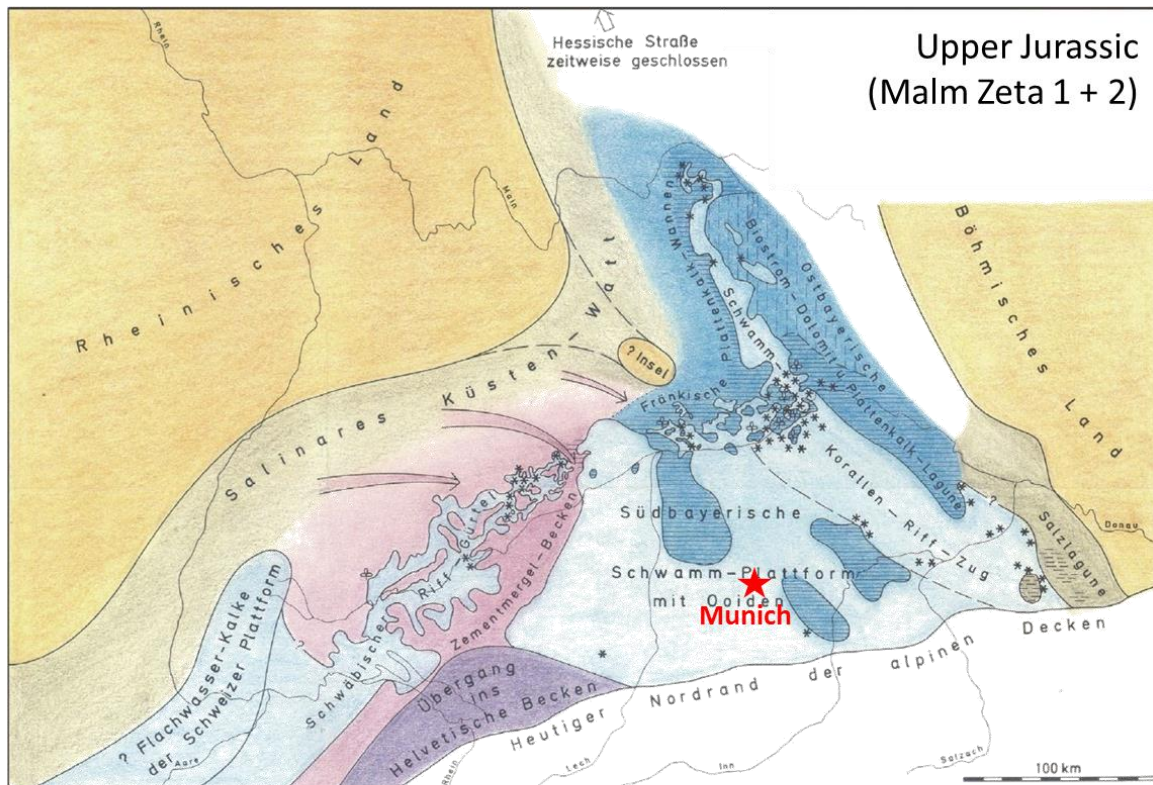 Upper Jurassic
(Malm Zeta 1 + 2)
Hessische Straße
zeitweise geschlossen
Rhein
Main
Rheinisches Land
Böhmisches Land
Salinares Küsten-Watt
? Insel
Fränkische
Plattenkalk-Wannen
Schwamm-
Ostbayerische
Biostrom-Dolomit u Plattenkalk-Lagune
Korallen-Riff-Zug
?
Salzlagune
Donau
Südbayerische
Schwamm-Plattform
mit Ooiden
Munich
Schwäbischer Riff-Gürtel
Zementmergel-Becken
? Flachwasser-Kalke
der Schweizer Plattform
Aare
Übergang
ins
Helvetische Becken
Heutiger Nordrand der alpinen Decken
Rhein
Lech
Inn
Salzach
100 km